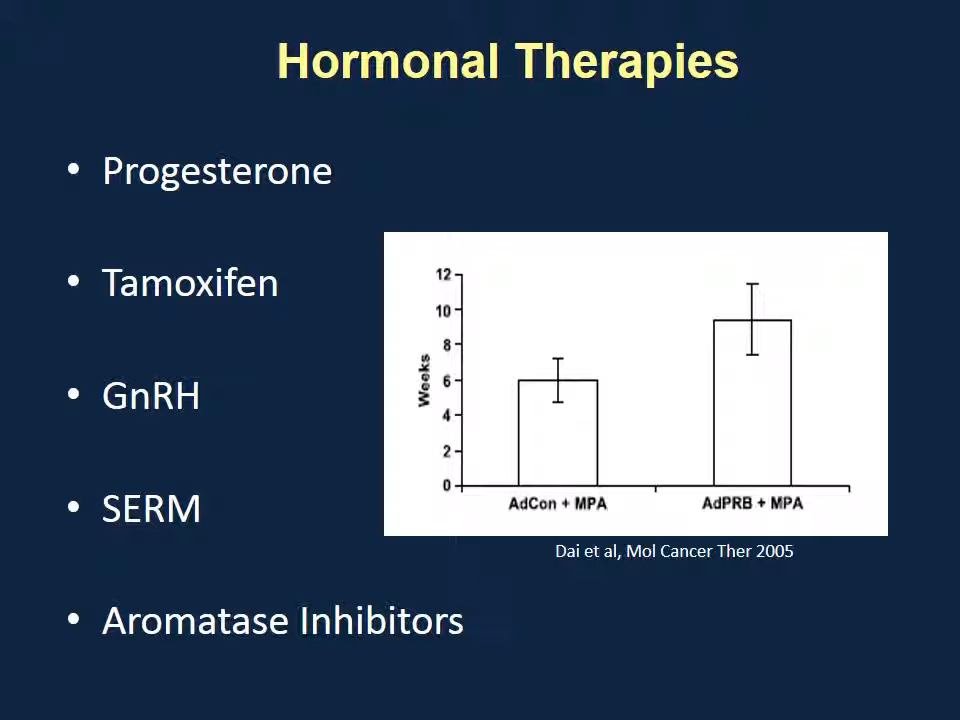 Hormonal Therapies
• Progesterone
• Tamoxifen
• GnRH
• SERM
• Aromatase Inhibitors
Weeks
12
10
8
6
4
2
0
AdCon + MPA
AdPRB + MPA
Dai et al, Mol Cancer Ther 2005